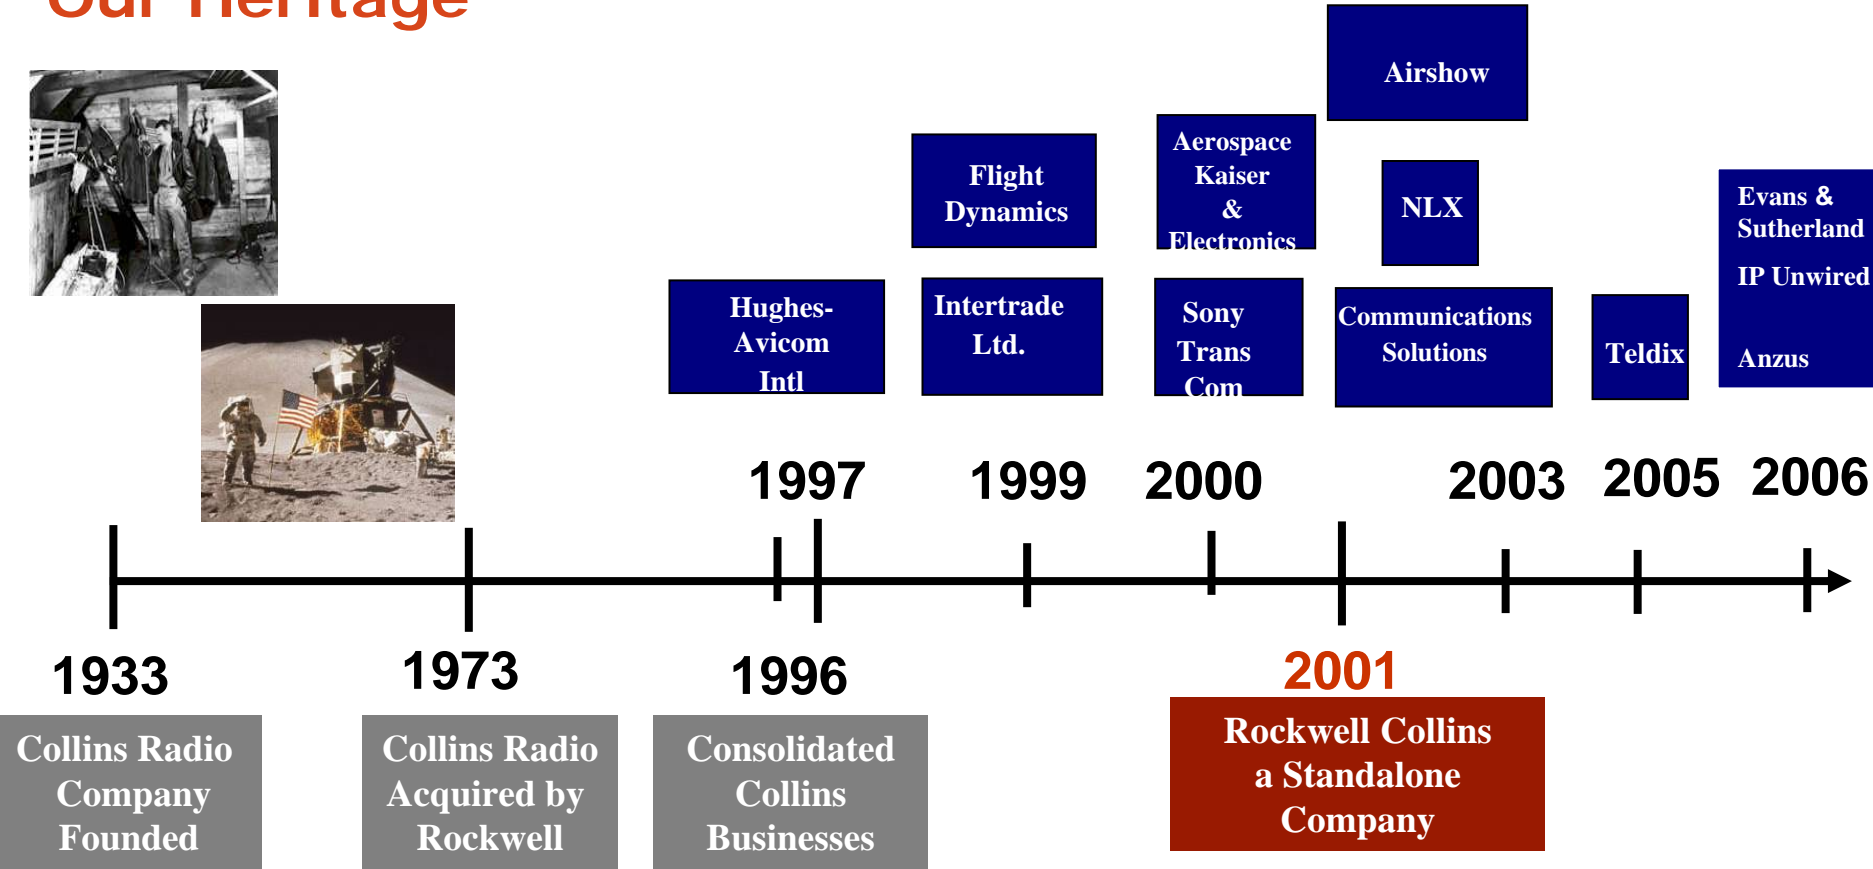 Our Heritage
Airshow
Flight
Dynamics
Aerospace
Kaiser
&
Electronics
NLX
Evans &
Sutherland
IP Unwired
Anzus
Hughes-
Avicom
Intl
Intertrade
Ltd.
Sony
Trans
Com
Communications
Solutions
Teldix
1997
1999
2000
2003
2005
2006
1933
1973
1996
2001
Collins Radio
Company
Founded
Collins Radio
Acquired by
Rockwell
Consolidated
Collins
Businesses
Rockwell Collins
a Standalone
Company